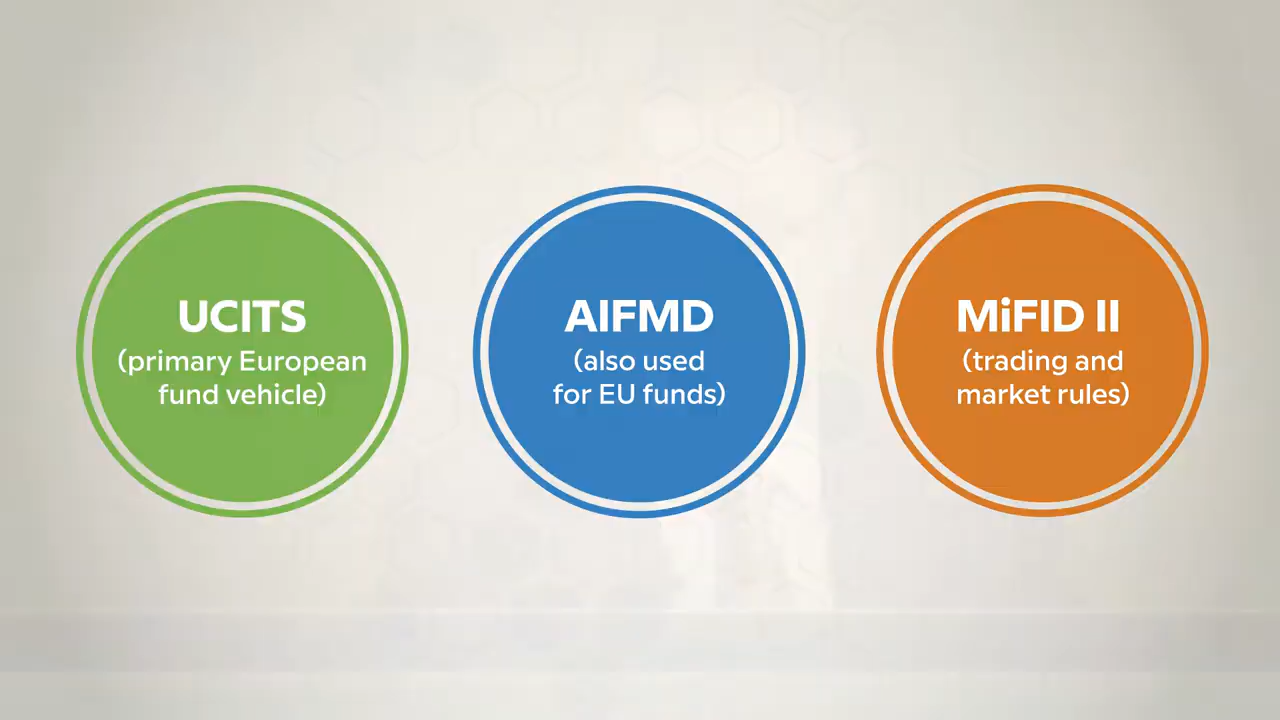 UCITS
(primary European
fund vehicle)
AIFMD
(also used
for EU funds)
MiFID II
(trading and
market rules)